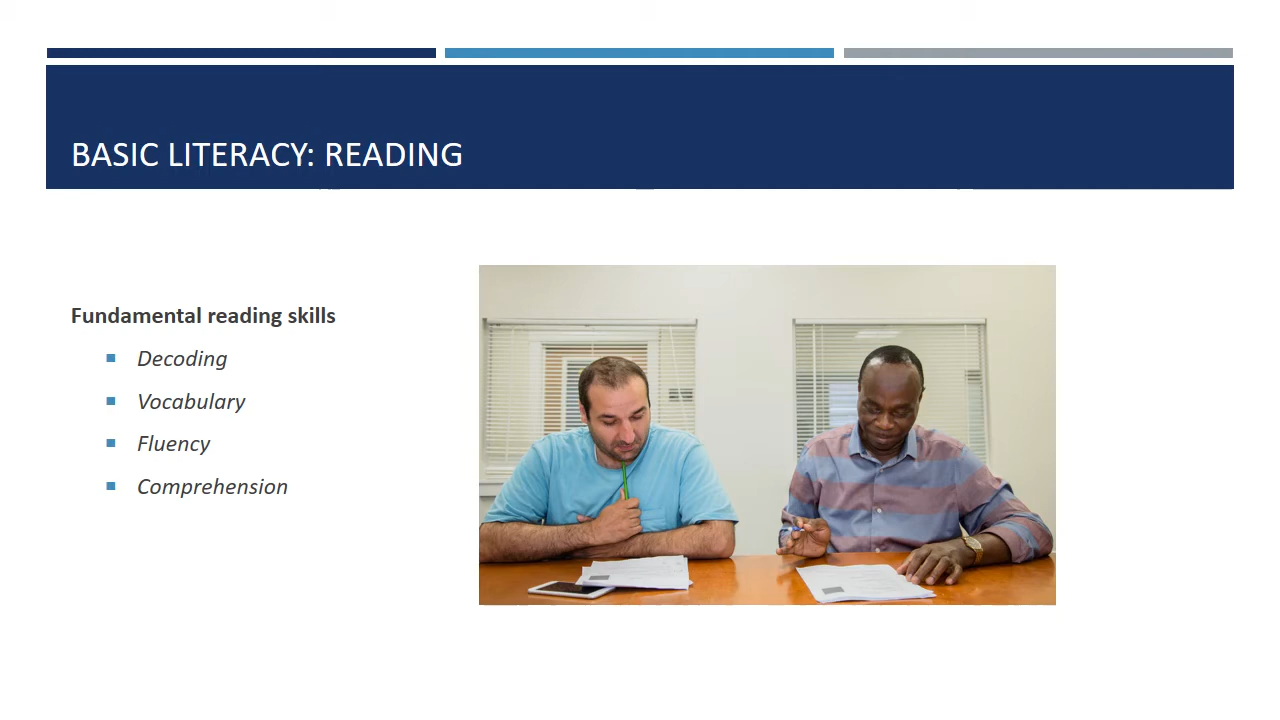 BASIC LITERACY: READING
Fundamental reading skills
Decoding
Vocabulary
Fluency
Comprehension